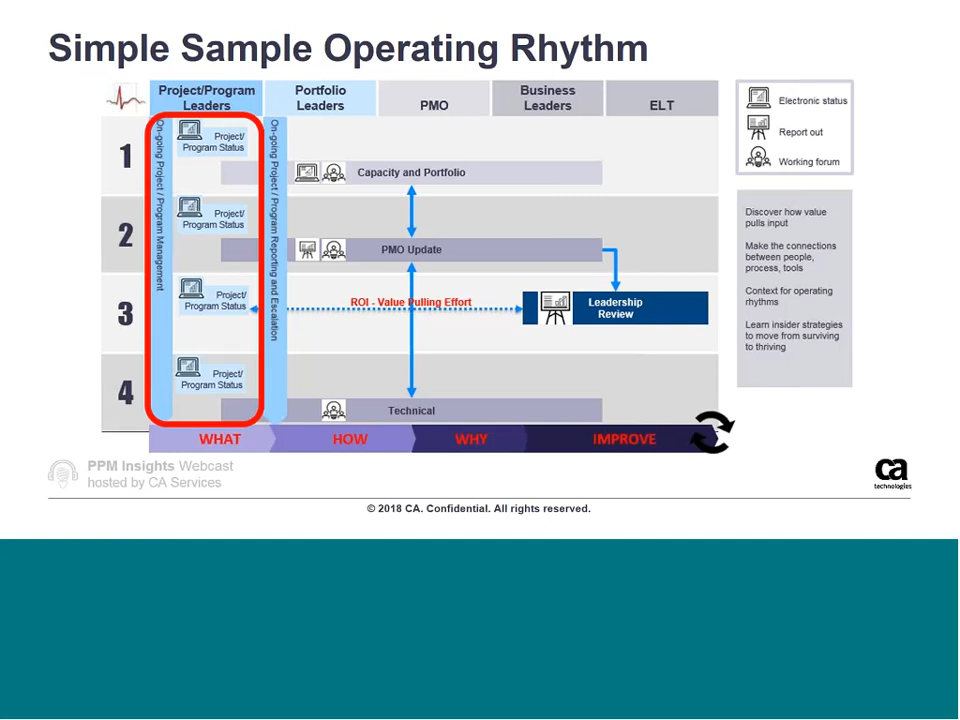 Simple Sample Operating Rhythm
Project/Program
Leaders
Portfolio
Leaders
PMO
Business
Leaders
ELT
Electronic status
Report out
Working forum
1
On-going Project / Program Management
Project/
Program Status
On-going Project / Program Reporting and Escalation
Capacity and Portfolio
2
Project/
Program Status
PMO Update
3
Project/
Program Status
ROI - Value Pulling Effort
Leadership
Review
4
Project/
Program Status
Technical
WHAT
HOW
WHY
IMPROVE
Discover how value
pulls input
Make the connections
between people,
process, tools
Context for operating
rhythms
Learn insider strategies
to move from surviving
to thriving
PPM Insights Webcast
hosted by CA Services
ca
technologies
© 2018 CA. Confidential. All rights reserved.